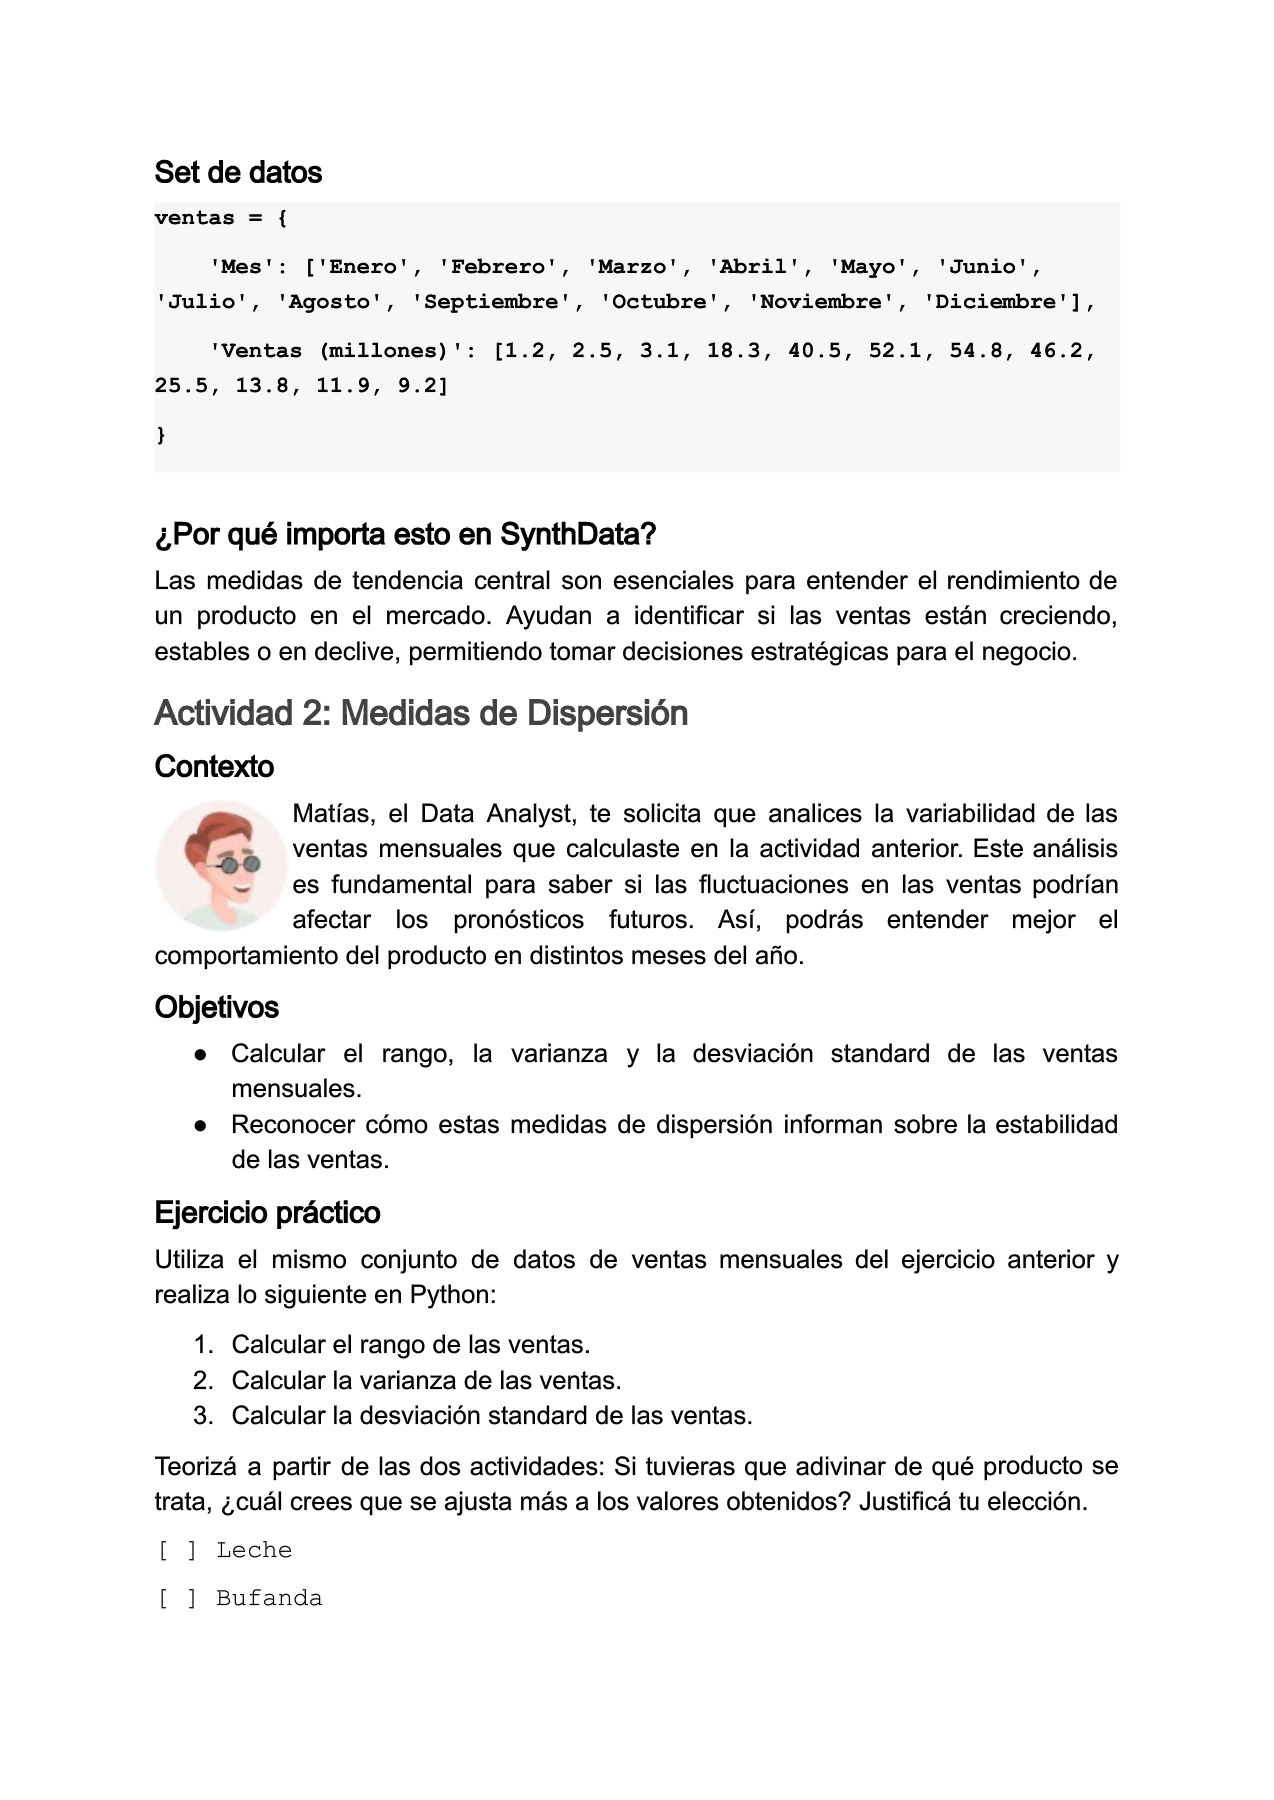 Set de datos
ventas = {
'Mes': ['Enero', 'Febrero', 'Marzo', 'Abril', 'Mayo', 'Junio',
'Julio', 'Agosto', 'Septiembre', 'Octubre', 'Noviembre', 'Diciembre'],
'Ventas (millones)': [1.2, 2.5, 3.1, 18.3, 40.5, 52.1, 54.8, 46.2,
25.5, 13.8, 11.9, 9.2]
}
¿Por qué importa esto en SynthData?
Las medidas de tendencia central son esenciales para entender el rendimiento de
un producto en el mercado. Ayudan a identificar si las ventas están creciendo,
estables o en declive, permitiendo tomar decisiones estratégicas para el negocio.
Actividad 2: Medidas de Dispersión
Contexto
Matías, el Data Analyst, te solicita que analices la variabilidad de las
ventas mensuales que calculaste en la actividad anterior. Este análisis
es fundamental para saber si las fluctuaciones en las ventas podrían
afectar los pronósticos futuros. Así, podrás entender mejor el
comportamiento del producto en distintos meses del año.
Objetivos
● Calcular el rango, la varianza y la desviación standard de las ventas
mensuales.
● Reconocer cómo estas medidas de dispersión informan sobre la estabilidad
de las ventas.
Ejercicio práctico
Utiliza el mismo conjunto de datos de ventas mensuales del ejercicio anterior y
realiza lo siguiente en Python:
1. Calcular el rango de las ventas.
2. Calcular la varianza de las ventas.
3. Calcular la desviación standard de las ventas.
Teorizá a partir de las dos actividades: Si tuvieras que adivinar de qué producto se
trata, ¿cuál crees que se ajusta más a los valores obtenidos? Justificá tu elección.
[ ] Leche
[ ] Bufanda